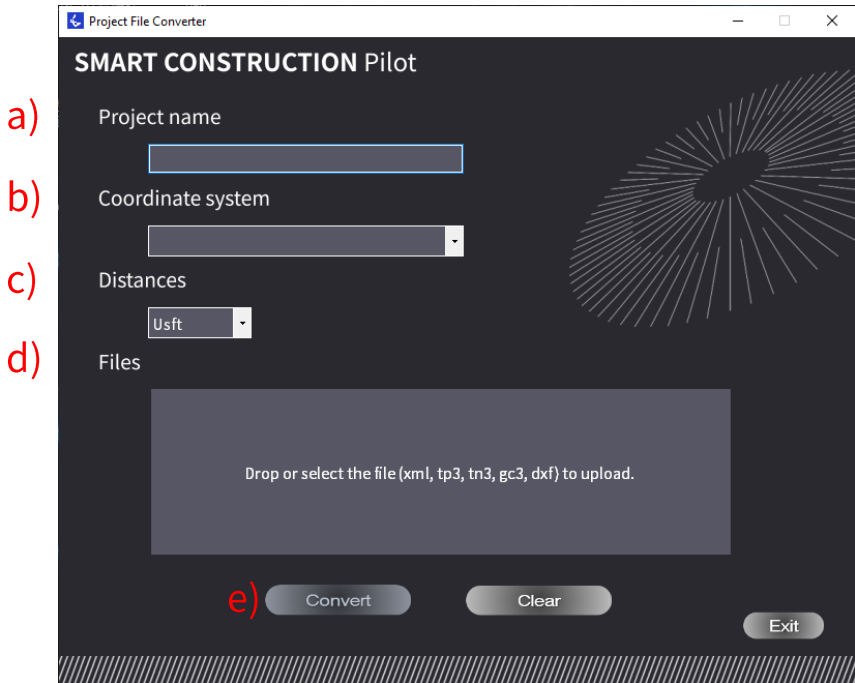 Project File Converter
SMART CONSTRUCTION Pilot
a)
Project name
b)
Coordinate system
c)
Distances
Usft
d)
Files
Drop or select the file (xml, tp3, tn3, gc3, dxf) to upload.
e) Convert Clear
Exit